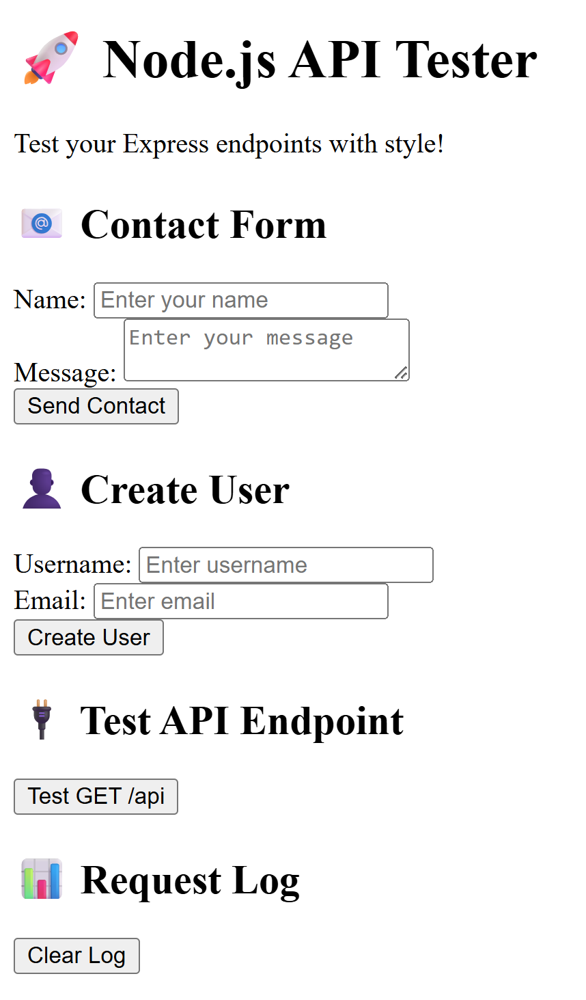 🚀 Node.js API Tester
Test your Express endpoints with style!
📧 Contact Form
Name: Enter your name
Enter your message
Message:
Send Contact
👤 Create User
Username: Enter username
Email: Enter email
Create User
🔌 Test API Endpoint
Test GET /api
📊 Request Log
Clear Log